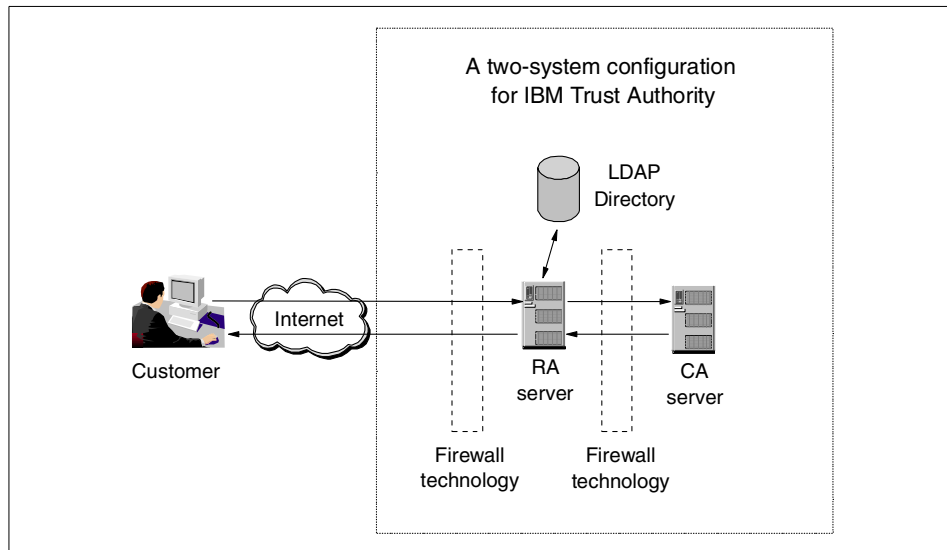 A two-system configuration
for IBM Trust Authority
LDAP
Directory
Internet
Customer
RA
server
CA
server
Firewall
technology
Firewall
technology